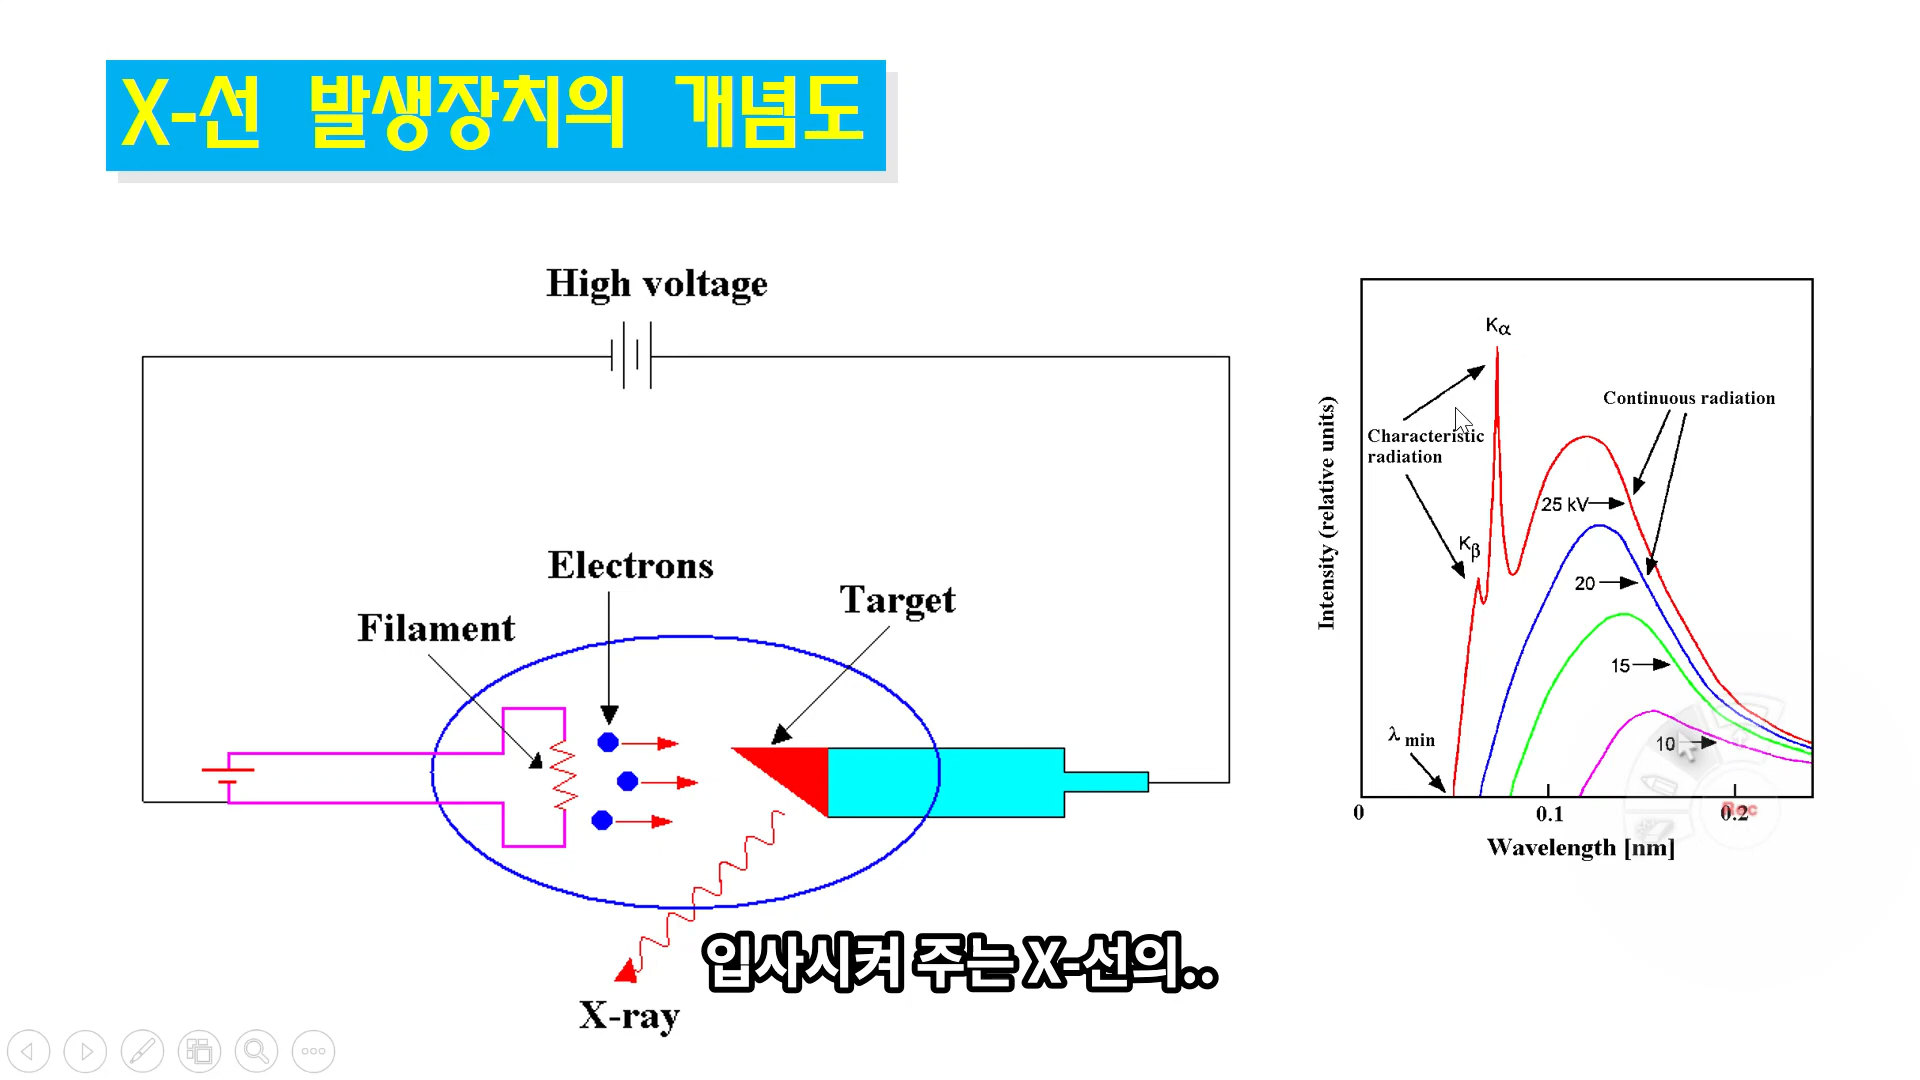 X-선 발생장치의 개념도
High voltage
Electrons
Target
Filament
X-ray
입사시켜 주는 X-선의..
Kα
Continuous radiation
Characteristic
radiation
25 kV
Kβ
20
15
λ min
10
0
0.1
0.2
Rec
Intensity (relative units)
Wavelength [nm]